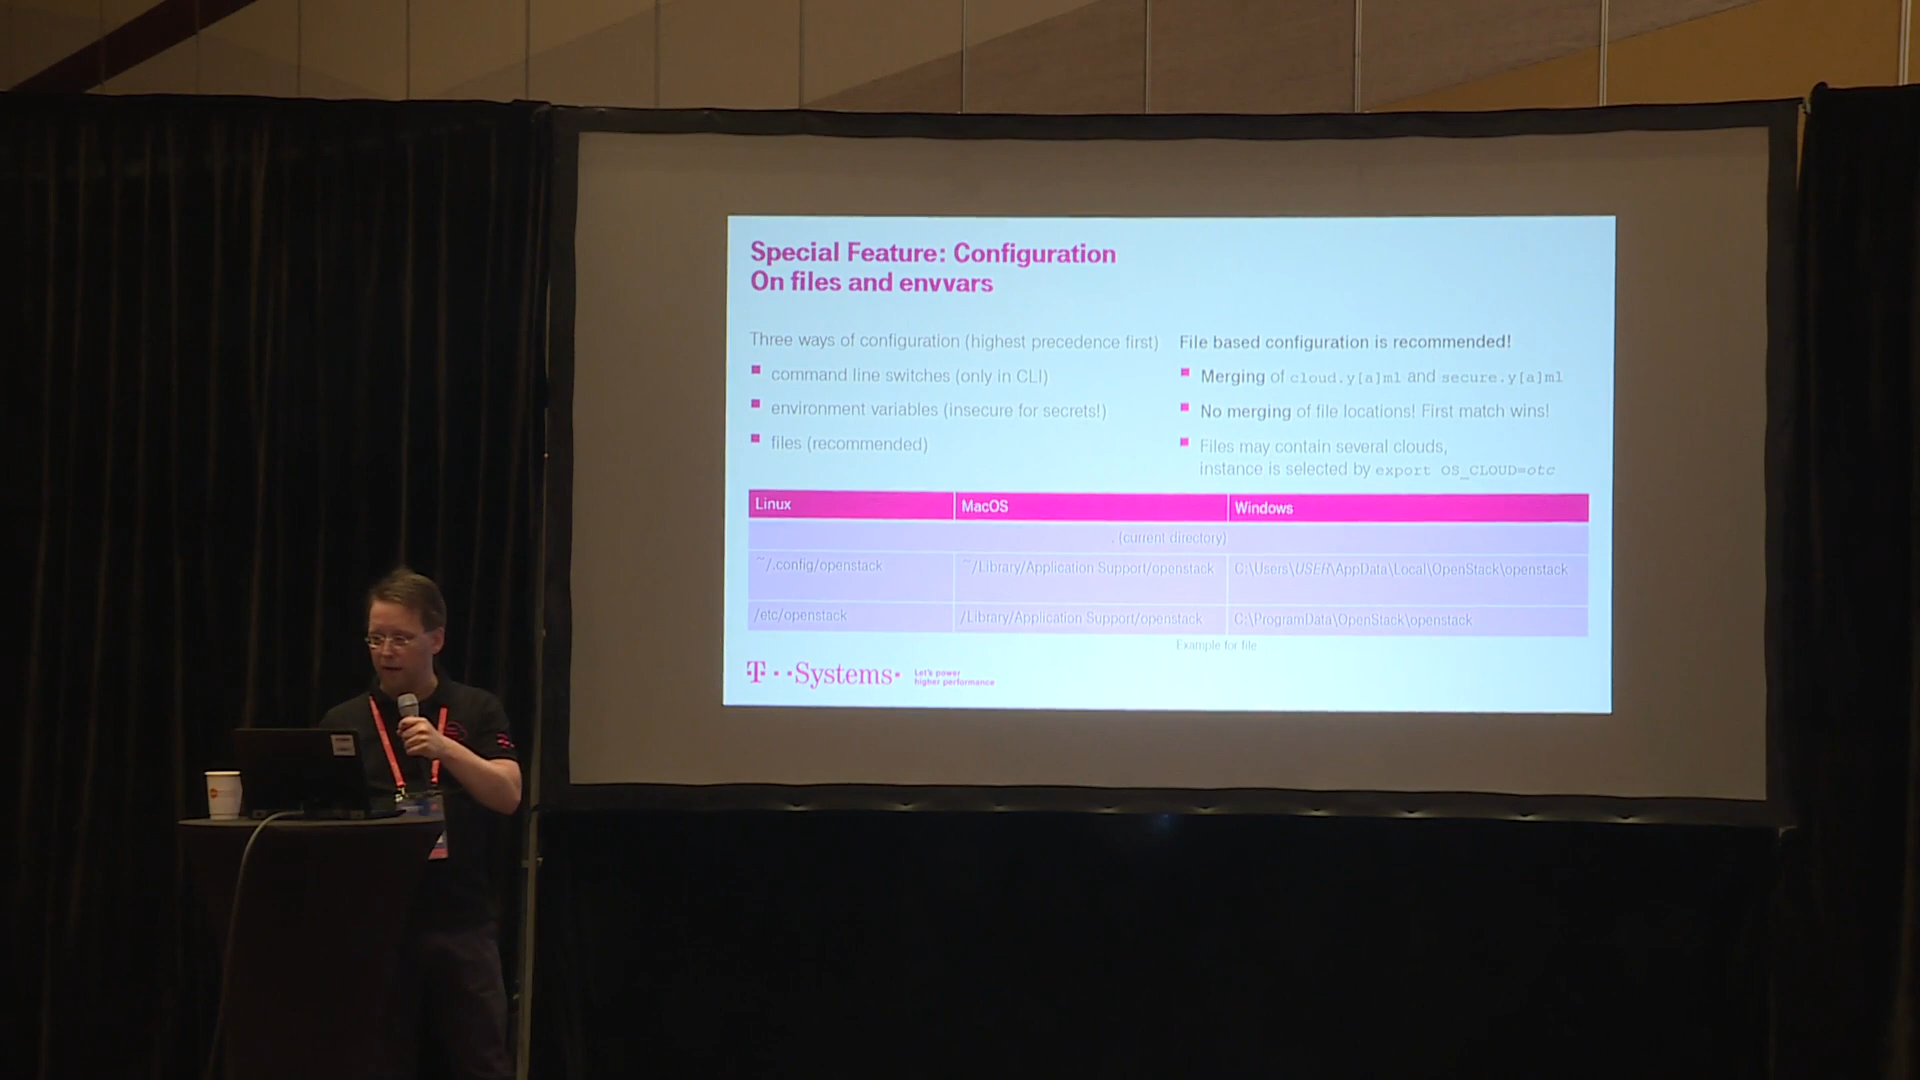 Special Feature: Configuration
On files and envvars
Three ways of configuration (highest precedence first)
command line switches (only in CLI)
environment variables (insecure for secrets!)
files (recommended)
File based configuration is recommended!
Merging of cloud.y[a]ml and secure.y[a]ml
No merging of file locations! First match wins!
Files may contain several clouds,
instance is selected by export OS_CLOUD=otc
Linux MacOS Windows
. (current directory)
~/.config/openstack ~/Library/Application Support/openstack C:\Users\USER\AppData\Local\OpenStack\openstack
/etc/openstack /Library/Application Support/openstack C:\ProgramData\OpenStack\openstack
Example for file
T··Systems· Let's power
higher performance